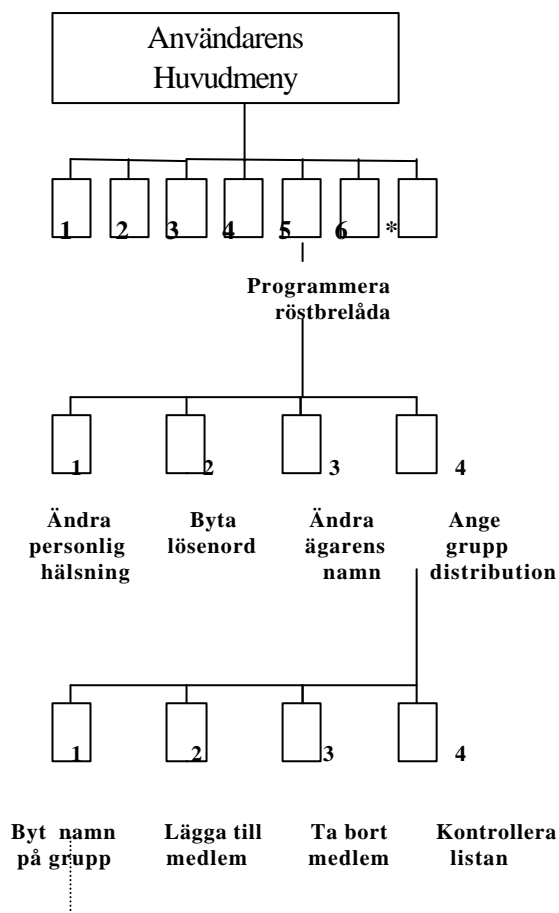 Användarens
Huvudmeny
1 2 3 4 5 6 *
Programmera
röstbrelåda
1 2 3 4
Ändra
personlig
hälsning
Byta
lösenord
Ändra
ägarens
namn
Ange
grupp
distribution
1 2 3 4
Byt namn
på grupp
Lägga till
medlem
Ta bort
medlem
Kontrollera
listan